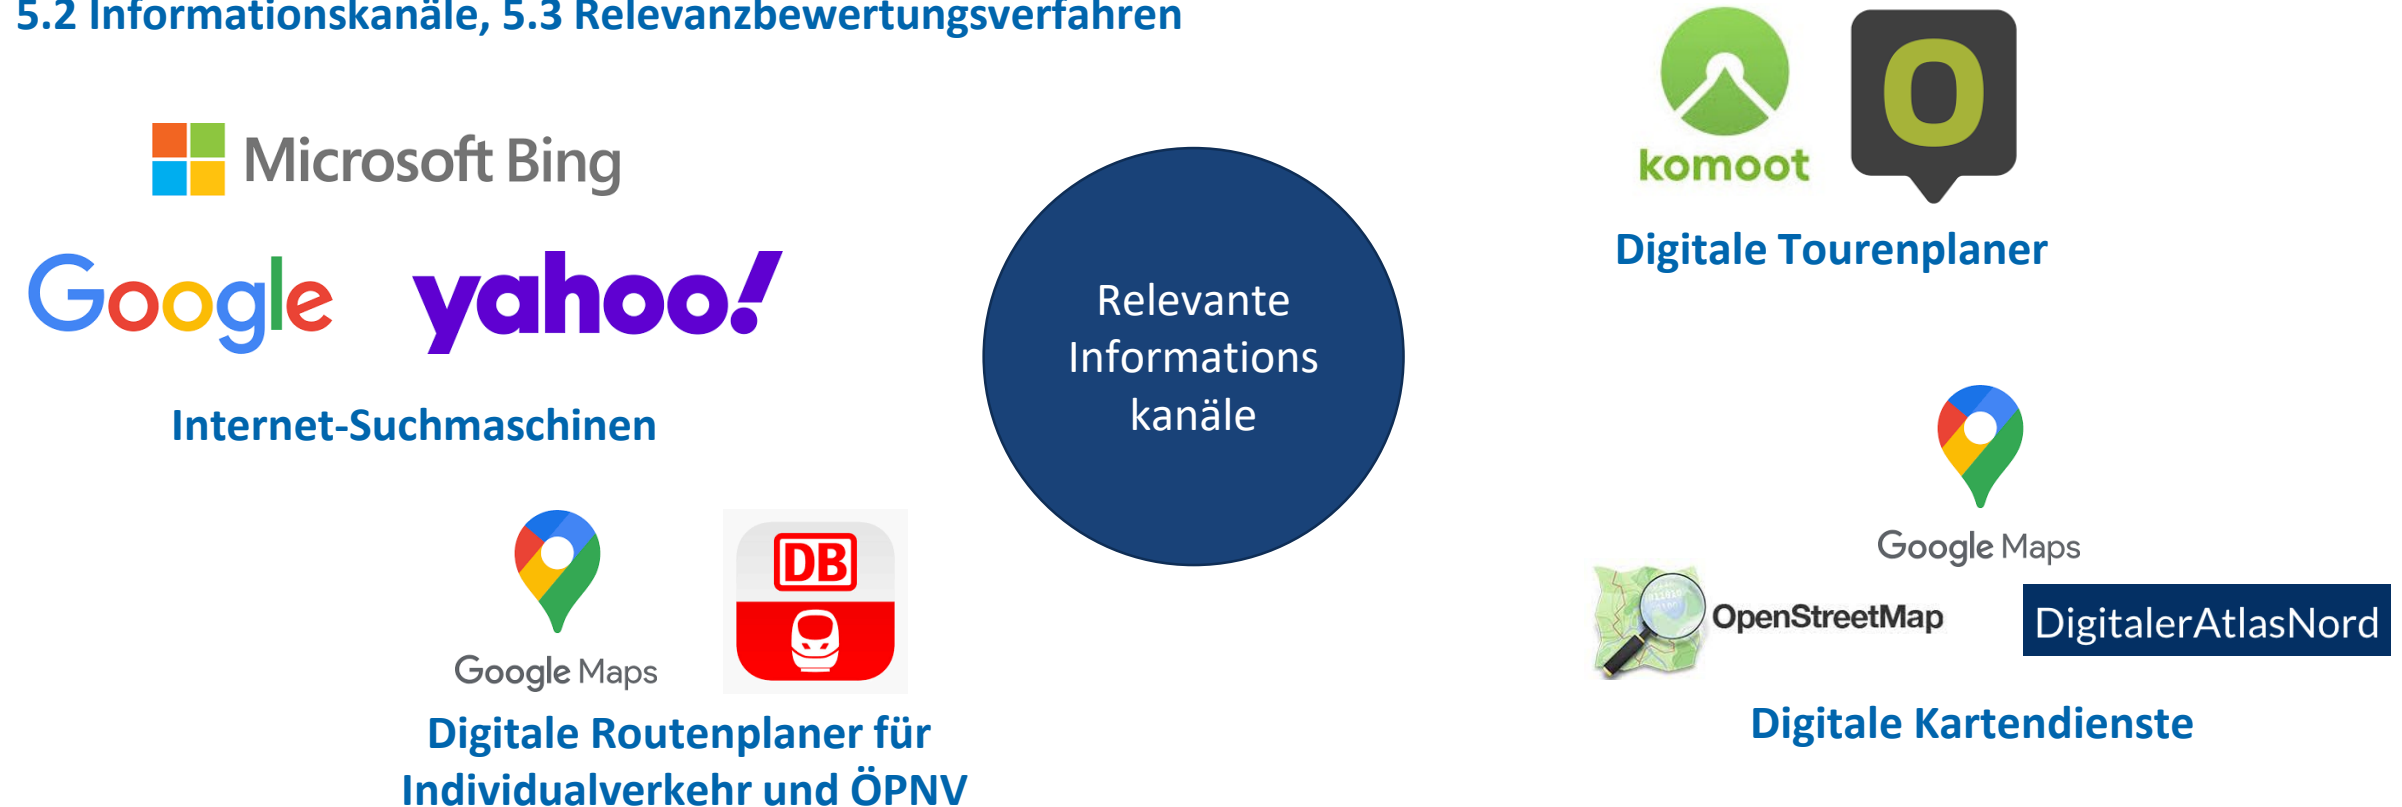 5.2 Informationskanäle, 5.3 Relevanzbewertungsverfahren
Microsoft Bing
Google
yahoo!
Internet-Suchmaschinen
Google Maps
DB
Digitale Routenplaner für
Individualverkehr und ÖPNV
Relevante
Informations
kanäle
komoot
O
Digitale Tourenplaner
Google Maps
OpenStreetMap
DigitalerAtlasNord
Digitale Kartendienste